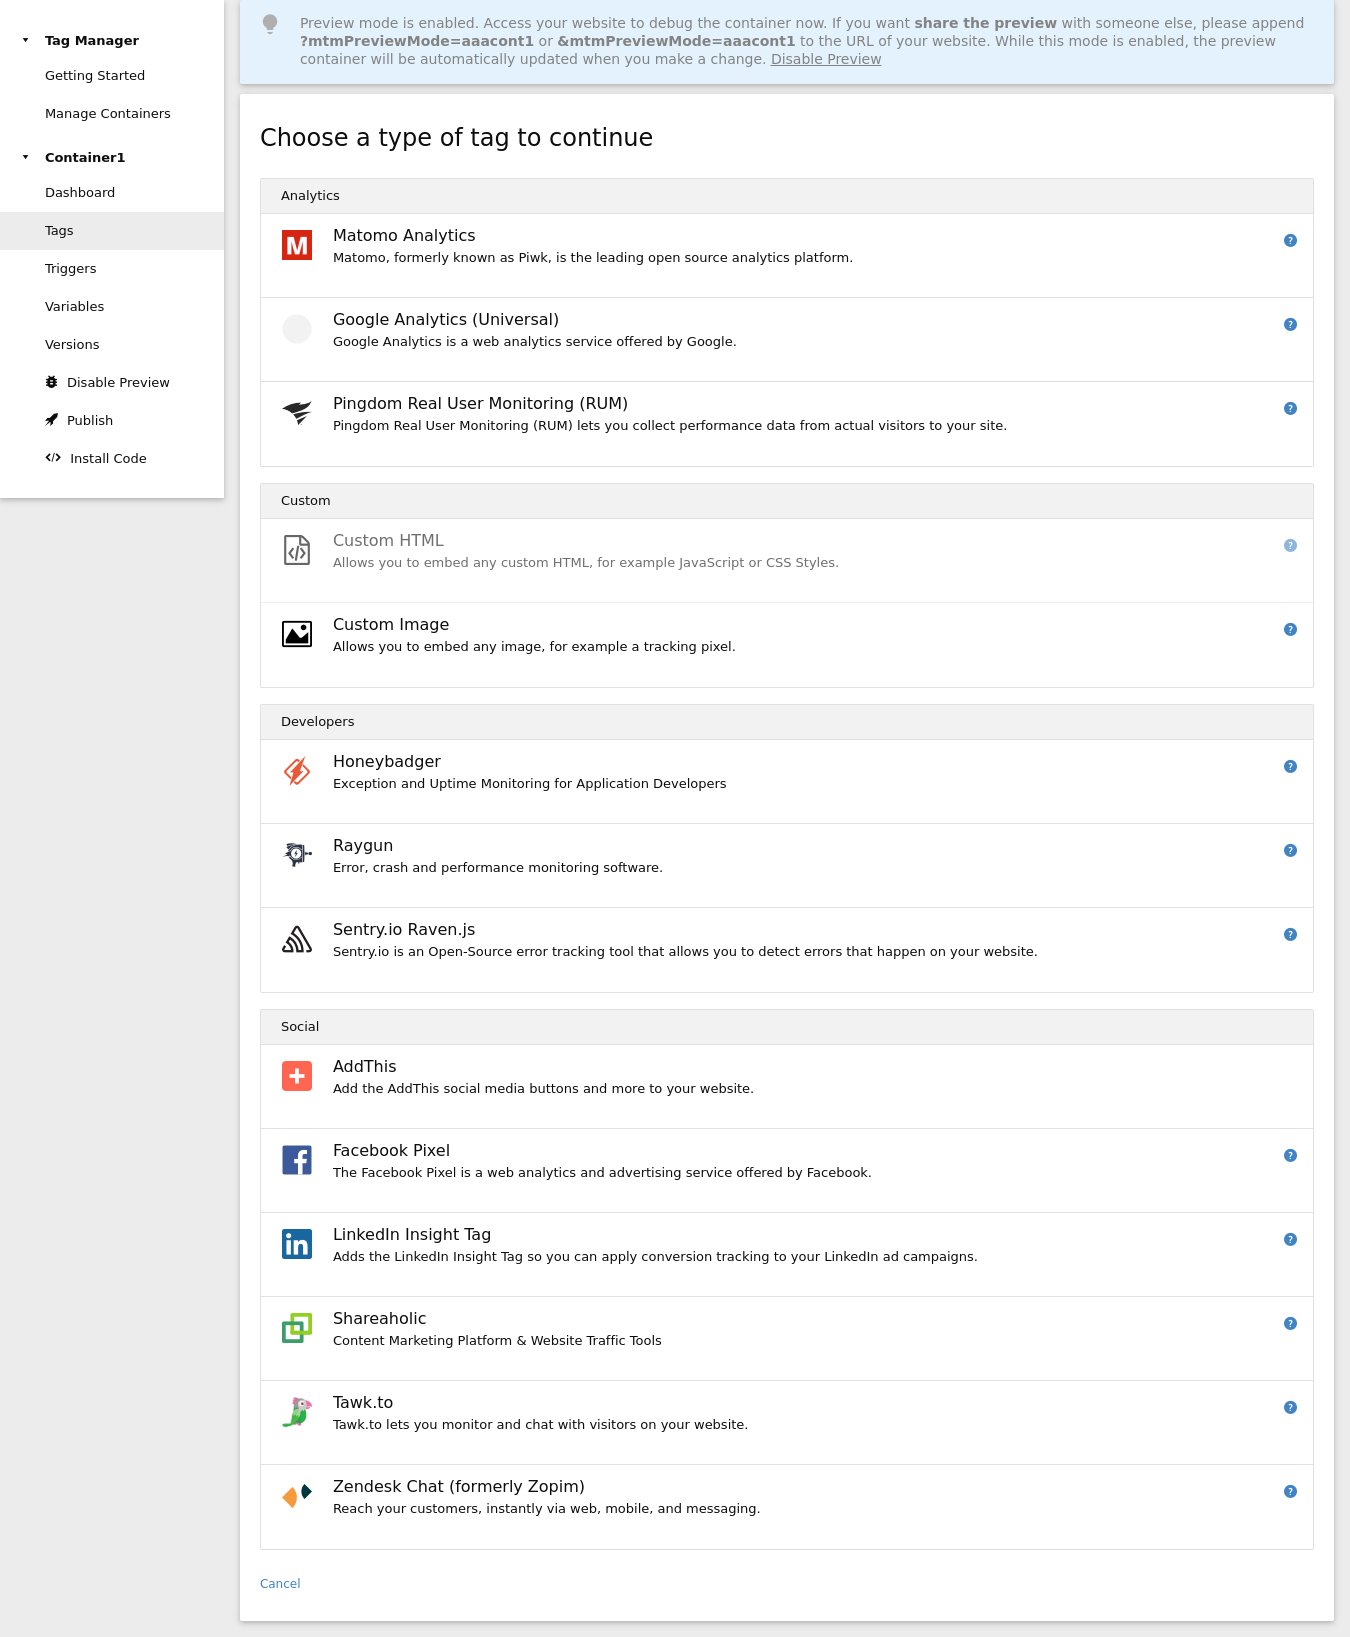 Tag Manager
Getting Started
Manage Containers
Container1
Dashboard
Tags
Triggers
Variables
Versions
Disable Preview
Publish
Install Code
Preview mode is enabled. Access your website to debug the container now. If you want share the preview with someone else, please append
?mtmPreviewMode=aaacont1 or &mtmPreviewMode=aaacont1 to the URL of your website. While this mode is enabled, the preview
container will be automatically updated when you make a change. Disable Preview
Choose a type of tag to continue
Analytics
M
Matomo Analytics
?
Matomo, formerly known as Piwk, is the leading open source analytics platform.
Google Analytics (Universal)
?
Google Analytics is a web analytics service offered by Google.
Pingdom Real User Monitoring (RUM)
?
Pingdom Real User Monitoring (RUM) lets you collect performance data from actual visitors to your site.
Custom
Custom HTML
?
Allows you to embed any custom HTML, for example JavaScript or CSS Styles.
Custom Image
?
Allows you to embed any image, for example a tracking pixel.
Developers
Honeybadger
?
Exception and Uptime Monitoring for Application Developers
Raygun
?
Error, crash and performance monitoring software.
Sentry.io Raven.js
?
Sentry.io is an Open-Source error tracking tool that allows you to detect errors that happen on your website.
Social
AddThis
Add the AddThis social media buttons and more to your website.
f
Facebook Pixel
?
The Facebook Pixel is a web analytics and advertising service offered by Facebook.
in
LinkedIn Insight Tag
?
Adds the LinkedIn Insight Tag so you can apply conversion tracking to your LinkedIn ad campaigns.
Shareaholic
?
Content Marketing Platform & Website Traffic Tools
Tawk.to
?
Tawk.to lets you monitor and chat with visitors on your website.
Zendesk Chat (formerly Zopim)
?
Reach your customers, instantly via web, mobile, and messaging.
Cancel